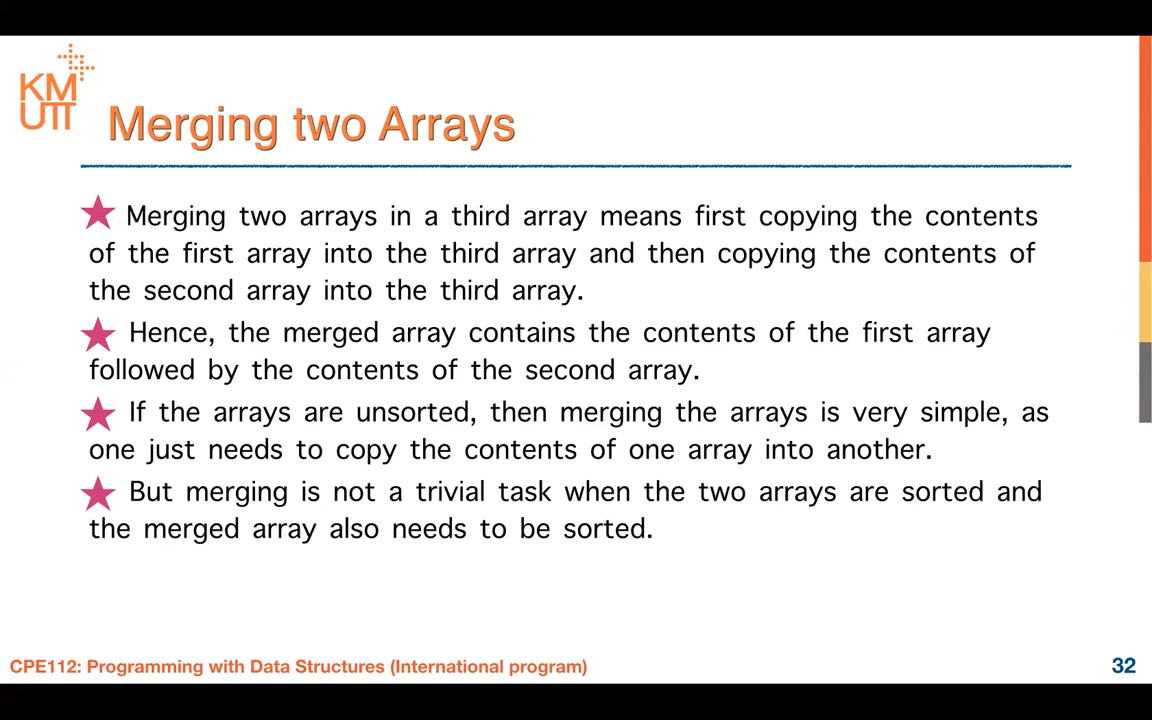 KM
UTT
Merging two Arrays
Merging two arrays in a third array means first copying the contents
of the first array into the third array and then copying the contents of
the second array into the third array.
Hence, the merged array contains the contents of the first array
followed by the contents of the second array.
If the arrays are unsorted, then merging the arrays is very simple, as
one just needs to copy the contents of one array into another.
But merging is not a trivial task when the two arrays are sorted and
the merged array also needs to be sorted.
CPE112: Programming with Data Structures (International program)
32